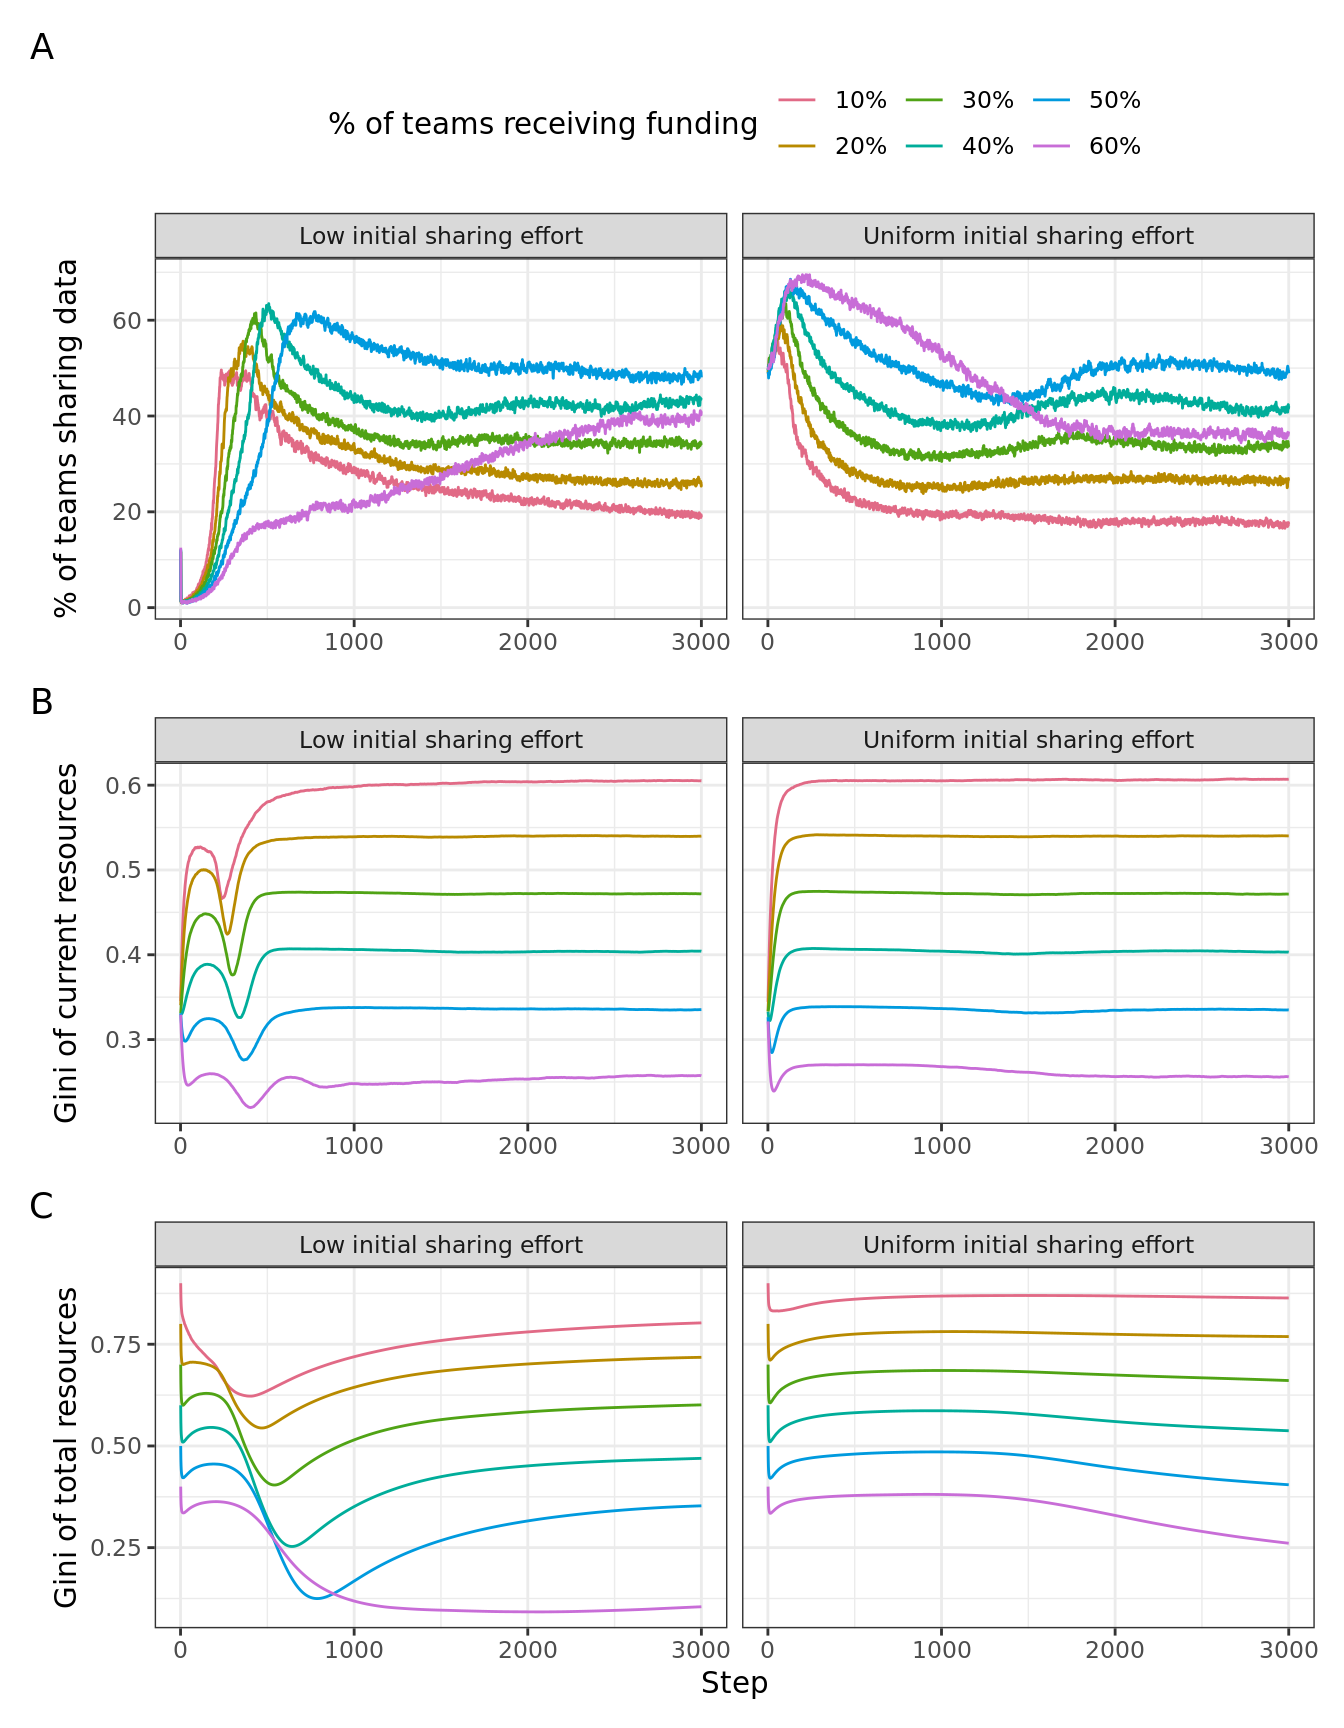 A
% of teams receiving funding
10% 30% 50%
20% 40% 60%
Low initial sharing effort
Uniform initial sharing effort
% of teams sharing data
60
40
20
0
0 1000 2000 3000
0 1000 2000 3000
B
Low initial sharing effort
Uniform initial sharing effort
Gini of current resources
0.6
0.5
0.4
0.3
0 1000 2000 3000
0 1000 2000 3000
C
Low initial sharing effort
Uniform initial sharing effort
Gini of total resources
0.75
0.50
0.25
0 1000 2000 3000
0 1000 2000 3000
Step